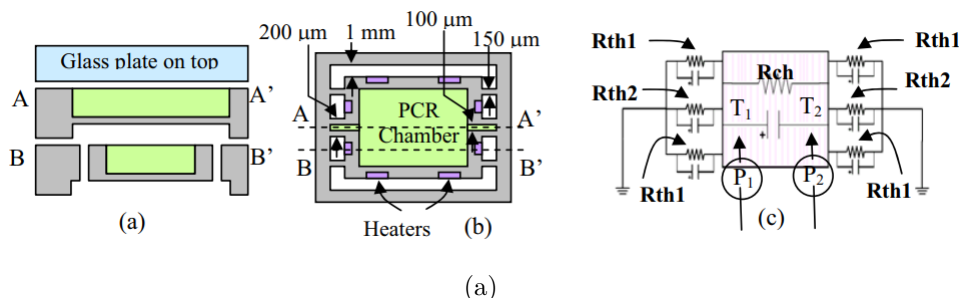 Glass plate on top
A A'
B B'
(a)
200 μm
1 mm
100 μm
150 μm
PCR
Chamber
A A'
B B'
Heaters
(b)
Rth1 Rth1
Rch
Rth2 Rth2
T1 T2
Rth1 Rth1
P1 P2
(c)
(a)